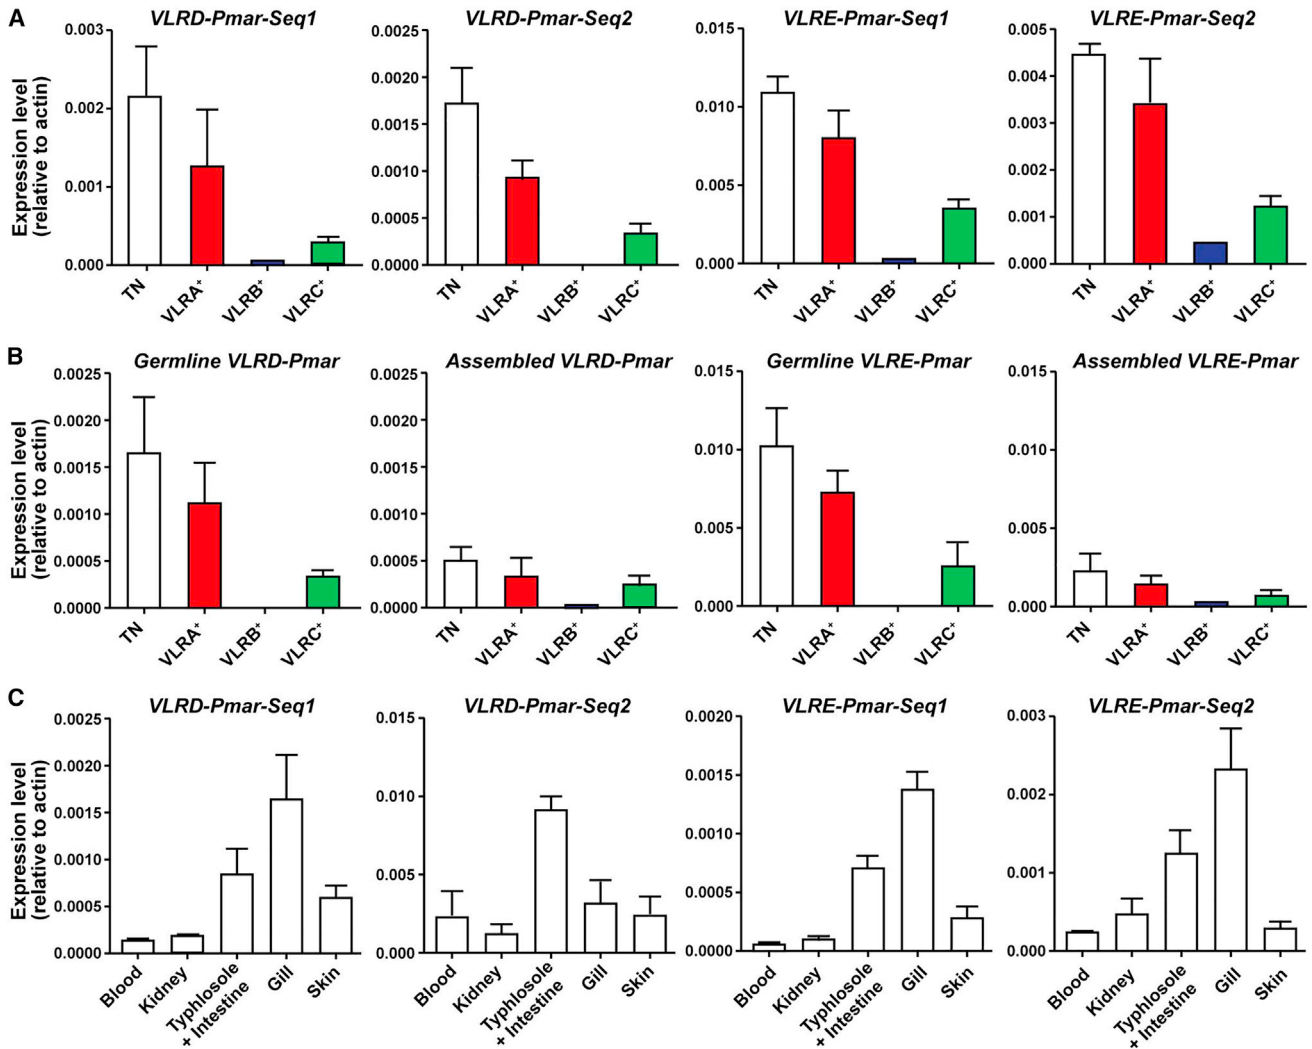 A
VLRD-Pmar-Seq1
VLRD-Pmar-Seq2
VLRE-Pmar-Seq1
VLRE-Pmar-Seq2
Expression level
(relative to actin)
0.003
0.002
0.001
0.000
0.0025
0.0020
0.0015
0.0010
0.0005
0.0000
0.015
0.010
0.005
0.000
0.005
0.004
0.003
0.002
0.001
0.000
TN
VLRA+
VLRB+
VLRC+
TN
VLRA+
VLRB+
VLRC+
TN
VLRA+
VLRB+
VLRC+
TN
VLRA+
VLRB+
VLRC+
B
Germline VLRD-Pmar
Assembled VLRD-Pmar
Germline VLRE-Pmar
Assembled VLRE-Pmar
Expression level
(relative to actin)
0.0025
0.0020
0.0015
0.0010
0.0005
0.0000
0.0025
0.0020
0.0015
0.0010
0.0005
0.0000
0.015
0.010
0.005
0.000
0.015
0.010
0.005
0.000
TN
VLRA+
VLRB+
VLRC+
TN
VLRA+
VLRB+
VLRC+
TN
VLRA+
VLRB+
VLRC+
TN
VLRA+
VLRB+
VLRC+
C
VLRD-Pmar-Seq1
VLRD-Pmar-Seq2
VLRE-Pmar-Seq1
VLRE-Pmar-Seq2
Expression level
(relative to actin)
0.0025
0.0020
0.0015
0.0010
0.0005
0.0000
0.015
0.010
0.005
0.000
0.0020
0.0015
0.0010
0.0005
0.0000
0.003
0.002
0.001
0.000
Blood
Kidney
Typhlosole
+ Intestine
Gill
Skin
Blood
Kidney
Typhlosole
+ Intestine
Gill
Skin
Blood
Kidney
Typhlosole
+ Intestine
Gill
Skin
Blood
Kidney
Typhlosole
+ Intestine
Gill
Skin